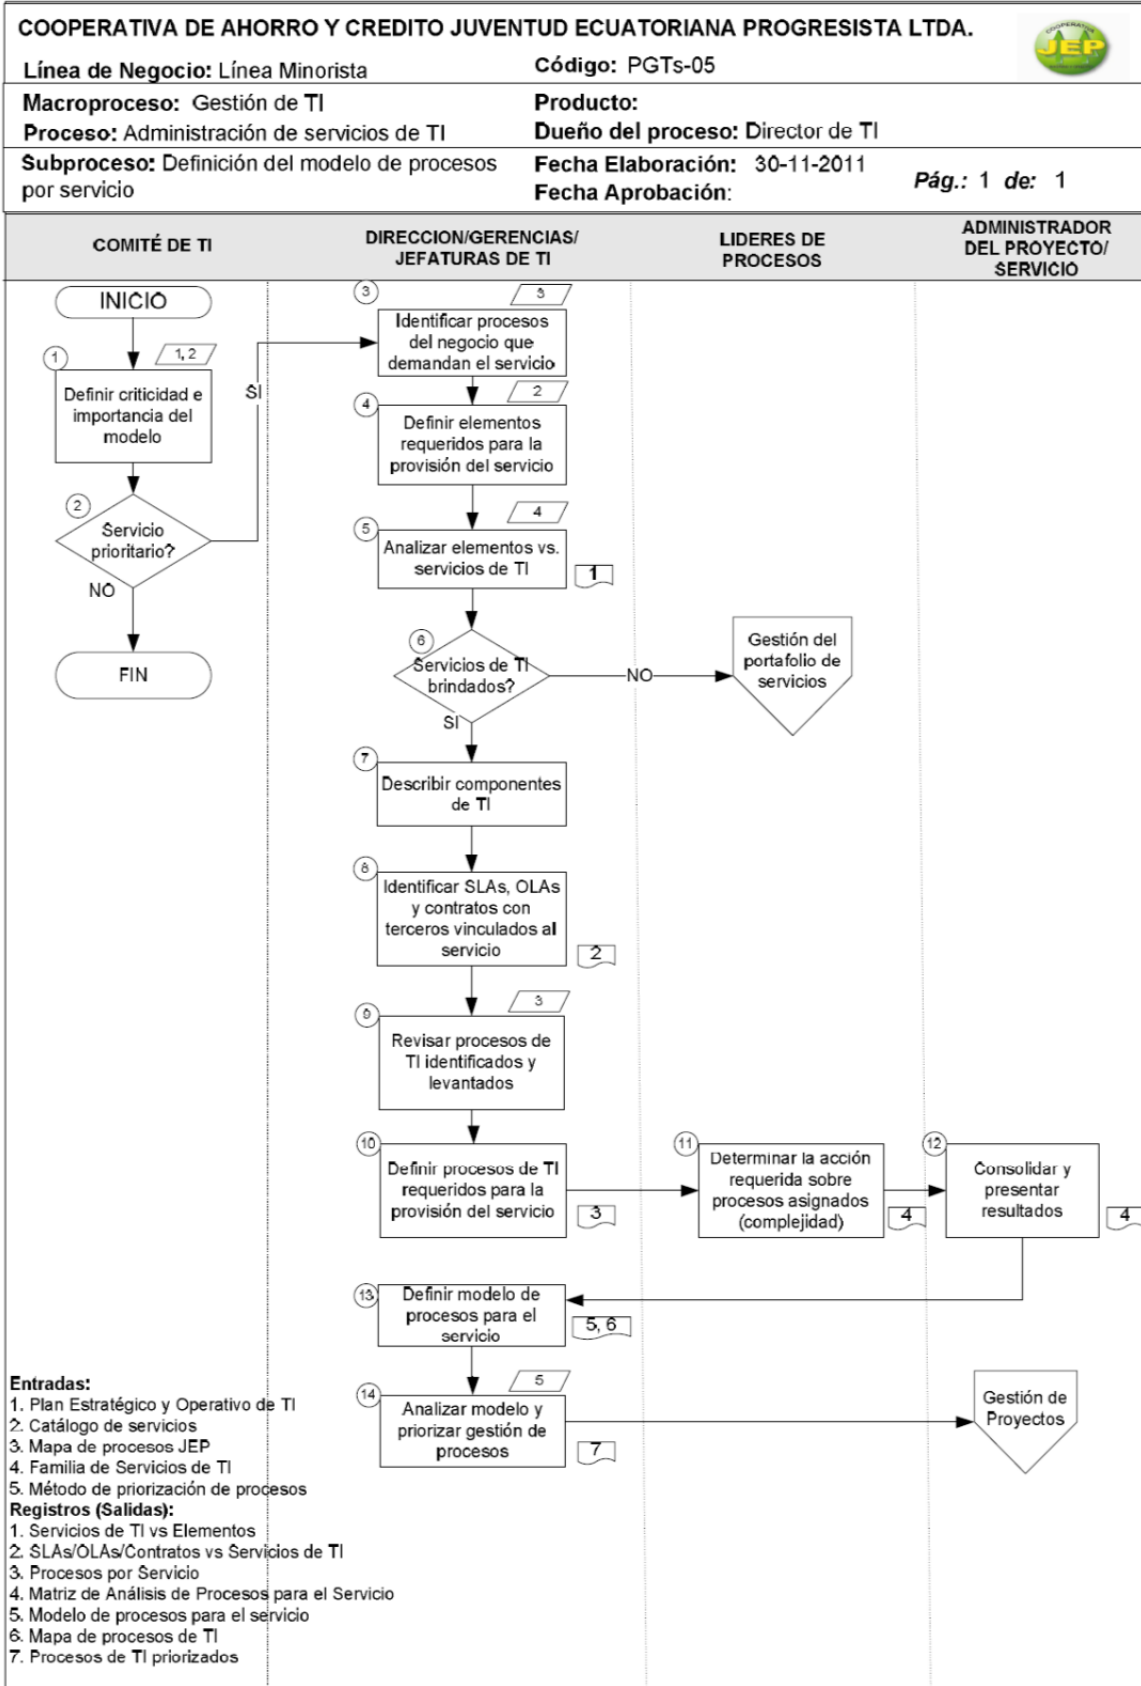 COOPERATIVA DE AHORRO Y CREDITO JUVENTUD ECUATORIANA PROGRESISTA LTDA.
COOPERATIVA
JEP
Línea de Negocio: Línea Minorista
Código: PGTs-05
Macroproceso: Gestión de TI
Producto:
Proceso: Administración de servicios de TI
Dueño del proceso: Director de TI
Subproceso: Definición del modelo de procesos
por servicio
Fecha Elaboración: 30-11-2011
Fecha Aprobación:
Pág.: 1 de: 1
COMITÉ DE TI
DIRECCION/GERENCIAS/
JEFATURAS DE TI
LIDERES DE
PROCESOS
ADMINISTRADOR
DEL PROYECTO/
SERVICIO
INICIO
1
1, 2
Definir criticidad e
importancia del
modelo
2
Servicio
prioritario?
SI
NO
FIN
3
3
Identificar procesos
del negocio que
demandan el servicio
4
2
Definir elementos
requeridos para la
provisión del servicio
5
4
Analizar elementos vs.
servicios de TI
1
6
Servicios de TI
brindados?
NO
SI
Gestión del
portafolio de
servicios
7
Describir componentes
de TI
8
Identificar SLAs, OLAs
y contratos con
terceros vinculados al
servicio
2
9
3
Revisar procesos de
TI identificados y
levantados
10
Definir procesos de TI
requeridos para la
provisión del servicio
3
11
Determinar la acción
requerida sobre
procesos asignados
(complejidad)
4
12
Consolidar y
presentar
resultados
4
13
Definir modelo de
procesos para el
servicio
5, 6
14
5
Analizar modelo y
priorizar gestión de
procesos
7
Gestión de
Proyectos
Entradas:
1. Plan Estratégico y Operativo de TI
2. Catálogo de servicios
3. Mapa de procesos JEP
4. Familia de Servicios de TI
5. Método de priorización de procesos
Registros (Salidas):
1. Servicios de TI vs Elementos
2. SLAs/OLAs/Contratos vs Servicios de TI
3. Procesos por Servicio
4. Matriz de Análisis de Procesos para el Servicio
5. Modelo de procesos para el servicio
6. Mapa de procesos de TI
7. Procesos de TI priorizados